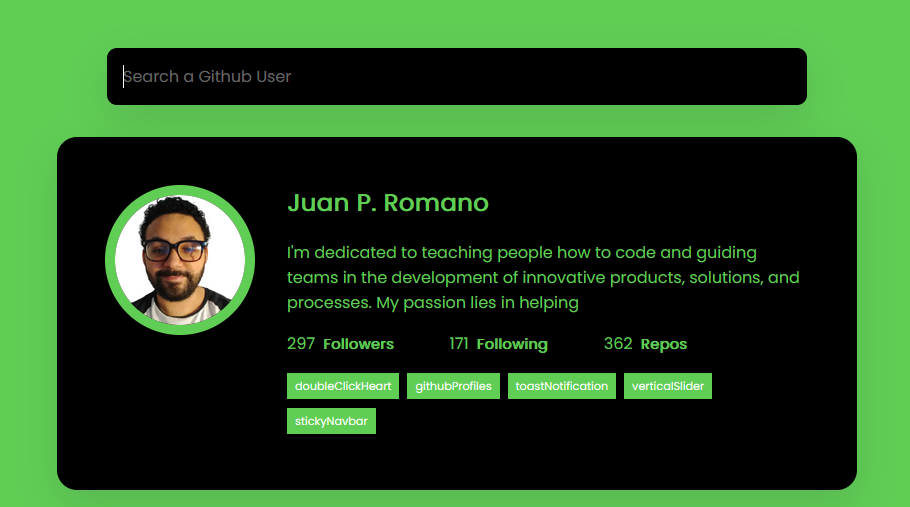 Search a Github User
Juan P. Romano
I'm dedicated to teaching people how to code and guiding
teams in the development of innovative products, solutions, and
processes. My passion lies in helping
297 Followers 171 Following 362 Repos
doubleClickHeart githubProfiles toastNotification verticalSlider
stickyNavbar